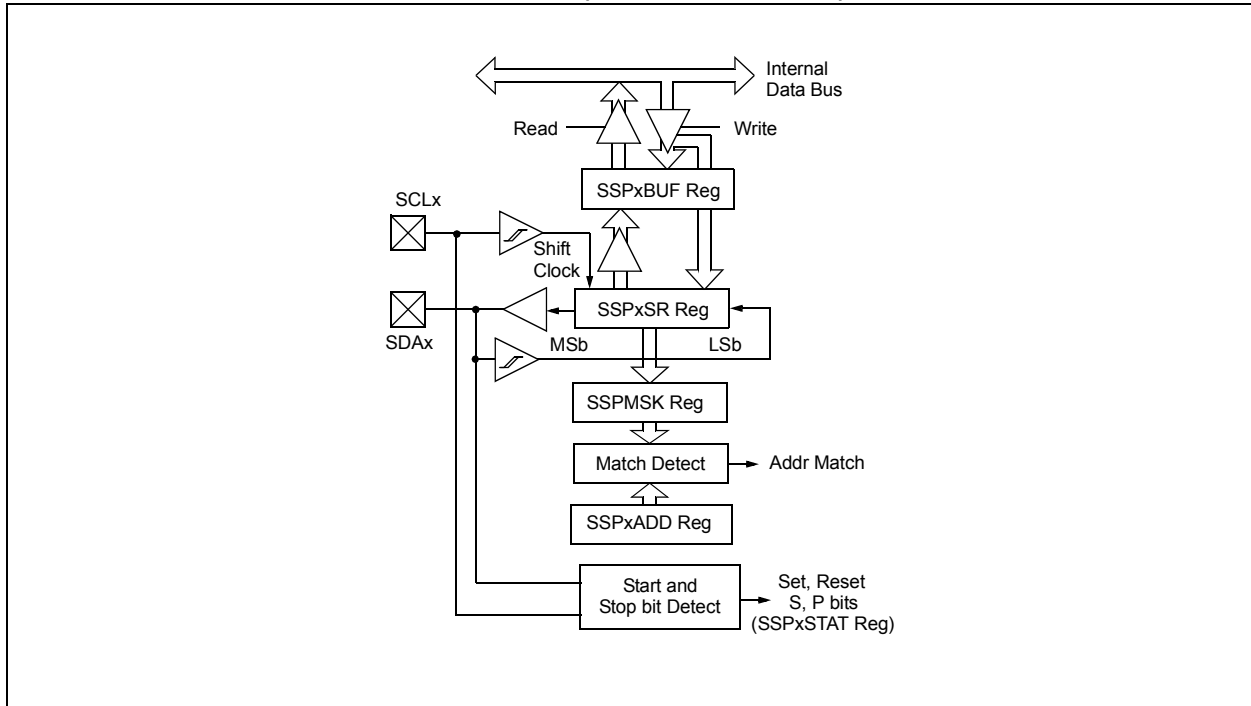 Internal
Data Bus
Read
Write
SSPxBUF Reg
SCLx
Shift
Clock
SSPxSR Reg
SDAx
MSb
LSb
SSPMSK Reg
Match Detect
Addr Match
SSPxADD Reg
Start and
Stop bit Detect
Set, Reset
S, P bits
(SSPxSTAT Reg)